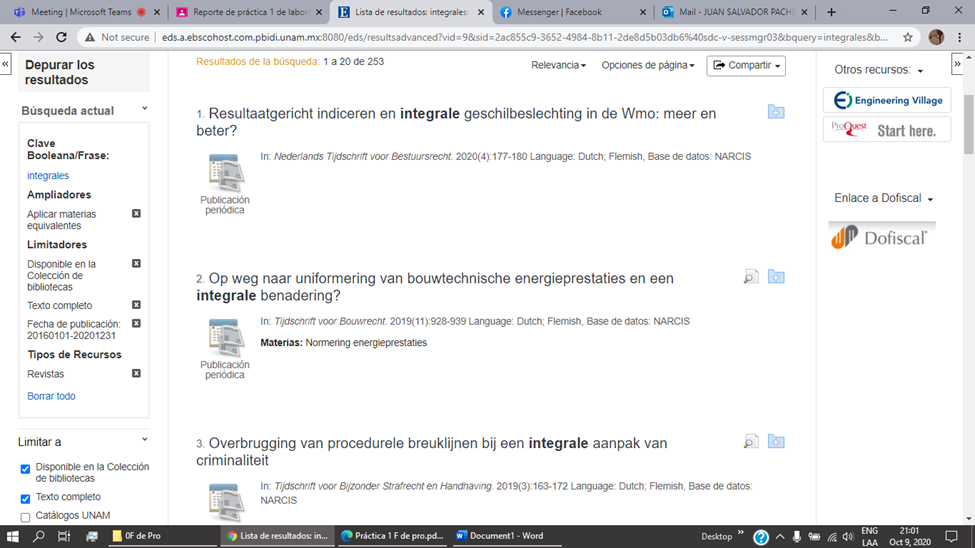 Meeting | Microsoft Teams
Reporte de práctica 1 de labor
Lista de resultados: integrales:
Messenger | Facebook
Mail - JUAN SALVADOR PACHE
Not secure | eds.a.ebscohost.com.pbidi.unam.mx:8080/eds/resultsadvanced?vid=9&sid=2ac855c9-3652-4984-8b11-2de8d5b03db6%40sdc-v-sessmgr03&bquery=integrales&b...
Depurar los
resultados
Búsqueda actual
Clave
Booleana/Frase:
integrales
Ampliadores
Aplicar materias
equivalentes
Limitadores
Disponible en la
Colección de
bibliotecas
Texto completo
Fecha de publicación:
20160101-20201231
Tipos de Recursos
Revistas
Borrar todo
Limitar a
Disponible en la Colección
de bibliotecas
Texto completo
Catálogos UNAM
Resultados de la búsqueda: 1 a 20 de 253
Relevancia
Opciones de página
Compartir
1. Resultaatgericht indiceren en integrale geschilbeslechting in de Wmo: meer en
beter?
In: Nederlands Tijdschrift voor Bestuursrecht. 2020(4):177-180 Language: Dutch; Flemish, Base de datos: NARCIS
Publicación
periódica
2. Op weg naar uniformering van bouwtechnische energieprestaties en een
integrale benadering?
In: Tijdschrift voor Bouwrecht. 2019(11):928-939 Language: Dutch; Flemish, Base de datos: NARCIS
Materias: Normering energieprestaties
Publicación
periódica
3. Overbrugging van procedurele breuklijnen bij een integrale aanpak van
criminaliteit
In: Tijdschrift voor Bijzonder Strafrecht en Handhaving. 2019(3):163-172 Language: Dutch; Flemish, Base de datos:
NARCIS
Otros recursos:
Engineering Village
ProQuest Start here.
Enlace a Dofiscal
Dofiscal
0F de Pro
Lista de resultados: in...
Práctica 1 F de pro.pd...
Document1 - Word
Desktop
ENG
LAA
21:01
Oct 9, 2020